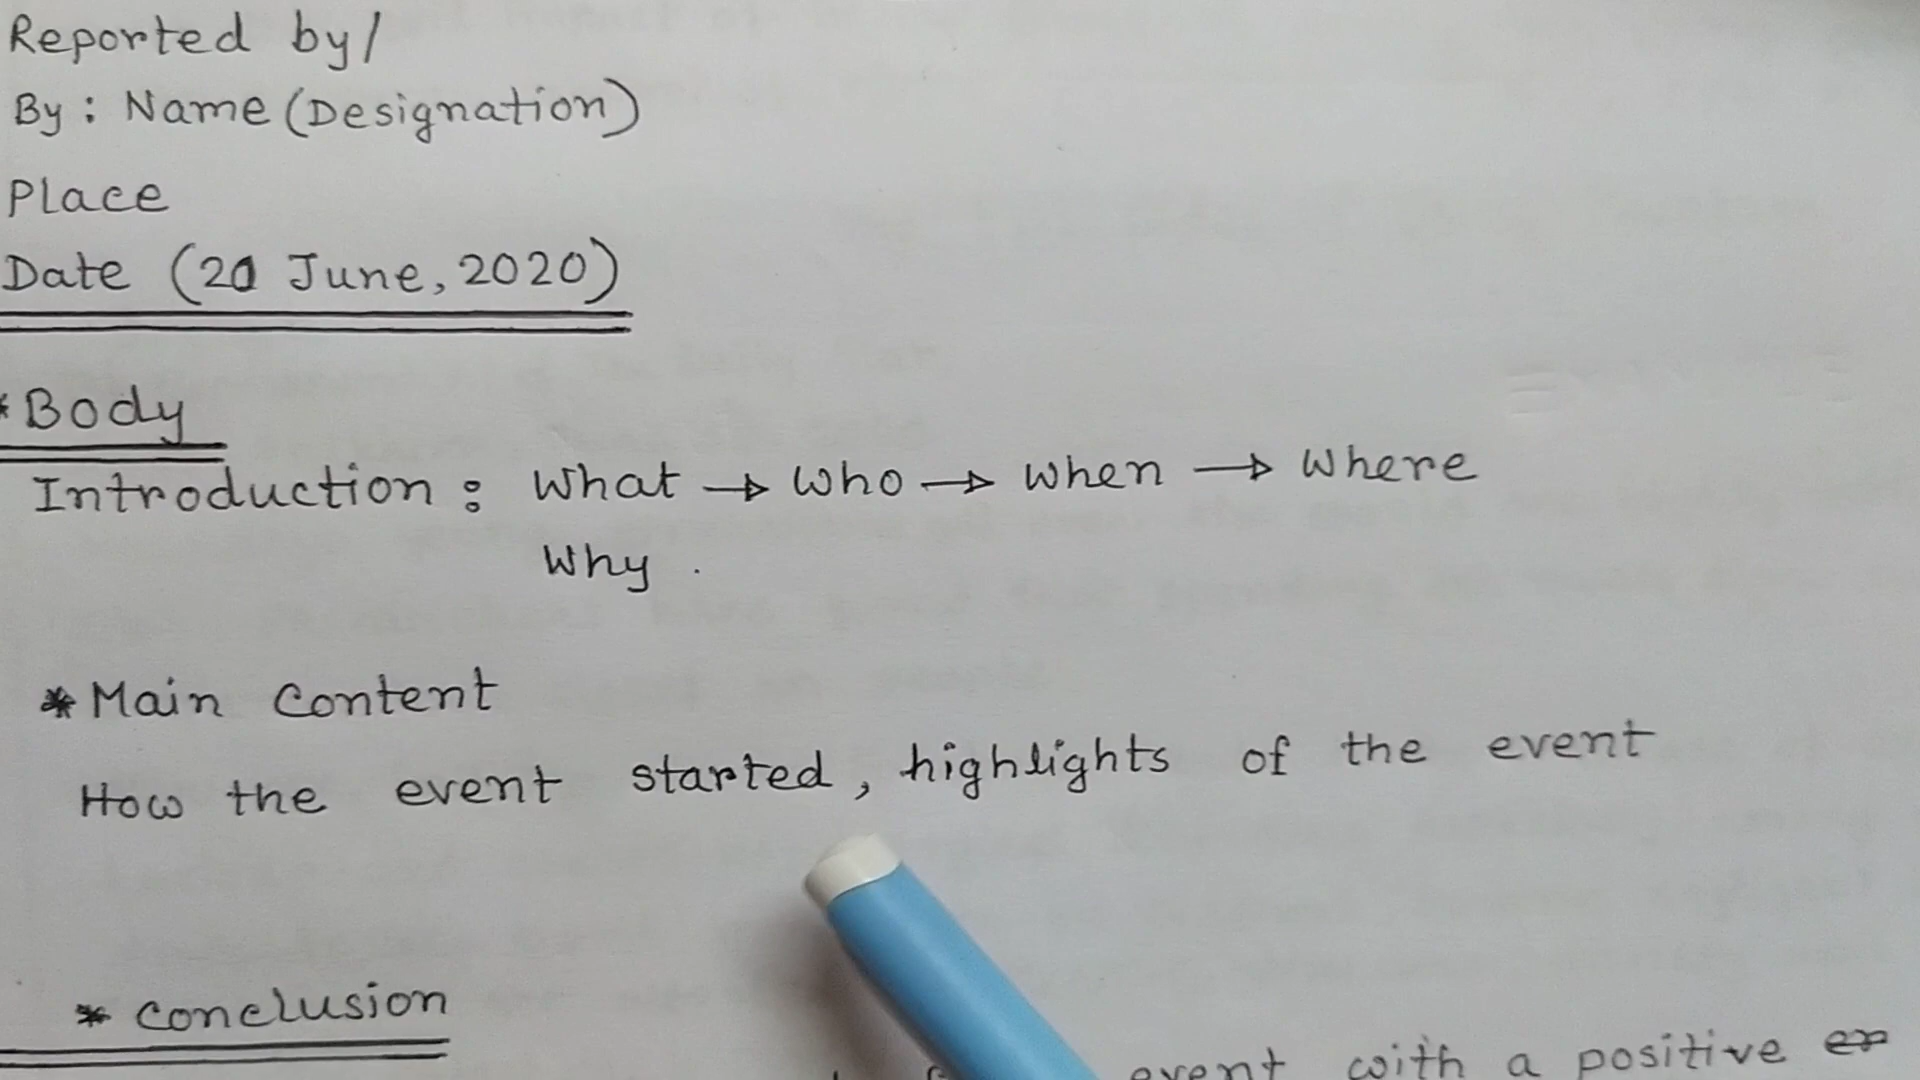 Reported by/
By: Name (Designation)
Place
Date (20 June, 2020)
*Body
Introduction: What → Who → When → Where
Why.
* Main Content
How the event started, highlights of the event
* Conclusion
event with a positive